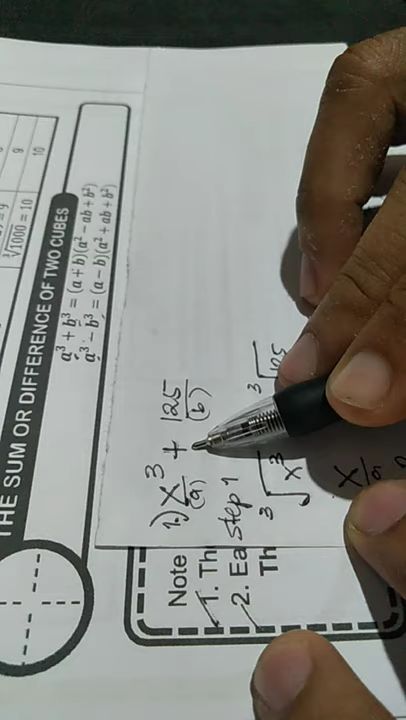 9
9
∛1000 = 10
10
THE SUM OR DIFFERENCE OF TWO CUBES
a³ + b³ = (a + b)(a² − ab + b²)
a³ − b³ = (a − b)(a² + ab + b²)
1.) x³ + 125
(a) (b)
Step 1
∛x³ ∛125
x
Note
1. Th
2. Ea
Th